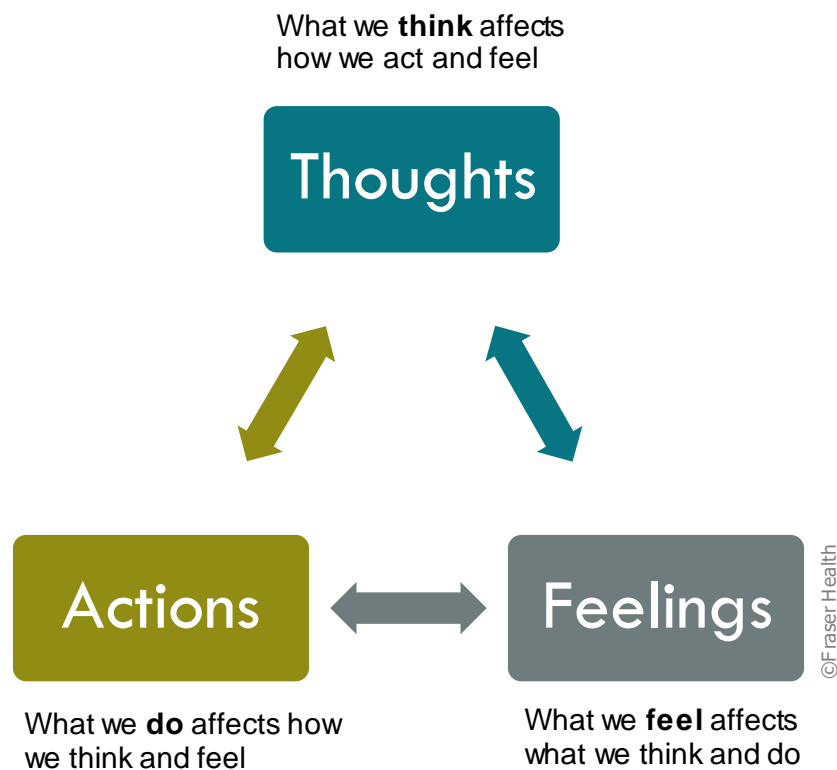 What we think affects
how we act and feel
Thoughts
Actions
Feelings
©Fraser Health
What we do affects how
we think and feel
What we feel affects
what we think and do